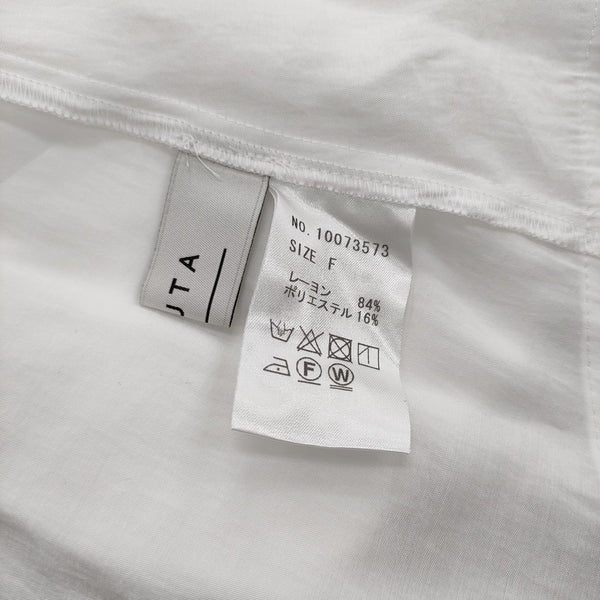 UTA
NO. 10073573
SIZE F
レーヨン 84%
ポリエステル 16%
F W